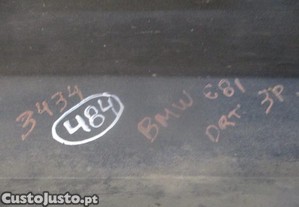 3434
484
BMW E81
DRT 3P
CustoJusto.pt